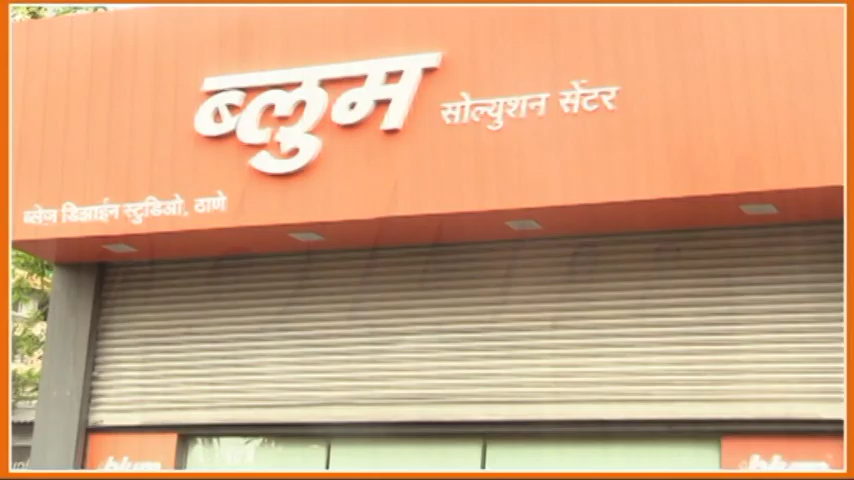 ब्लुम
सोल्युशन सेंटर
ब्लेज डिझाईन स्टुडिओ, ठाणे